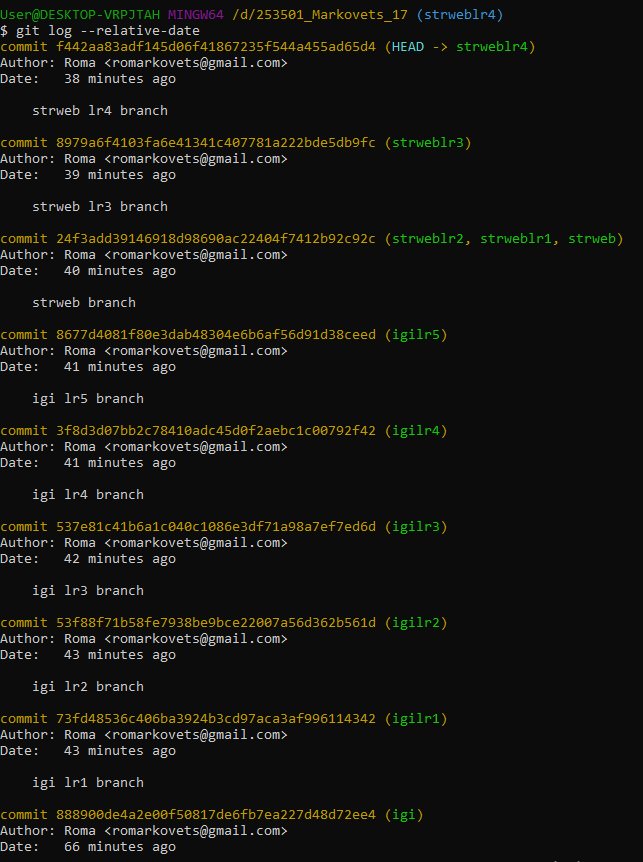 User@DESKTOP-VRPJTAH MINGW64 /d/253501_Markovets_17 (strweblr4)
$ git log --relative-date
commit f442aa83adf145d06f41867235f544a455ad65d4 (HEAD -> strweblr4)
Author: Roma <romarkovets@gmail.com>
Date:   38 minutes ago
strweb lr4 branch
commit 8979a6f4103fa6e41341c407781a222bde5db9fc (strweblr3)
Author: Roma <romarkovets@gmail.com>
Date:   39 minutes ago
strweb lr3 branch
commit 24f3add39146918d98690ac22404f7412b92c92c (strweblr2, strweblr1, strweb)
Author: Roma <romarkovets@gmail.com>
Date:   40 minutes ago
strweb branch
commit 8677d4081f80e3dab48304e6b6af56d91d38ceed (igilr5)
Author: Roma <romarkovets@gmail.com>
Date:   41 minutes ago
igi lr5 branch
commit 3f8d3d07bb2c78410adc45d0f2aebc1c00792f42 (igilr4)
Author: Roma <romarkovets@gmail.com>
Date:   41 minutes ago
igi lr4 branch
commit 537e81c41b6a1c040c1086e3df71a98a7ef7ed6d (igilr3)
Author: Roma <romarkovets@gmail.com>
Date:   42 minutes ago
igi lr3 branch
commit 53f88f71b58fe7938be9bce22007a56d362b561d (igilr2)
Author: Roma <romarkovets@gmail.com>
Date:   43 minutes ago
igi lr2 branch
commit 73fd48536c406ba3924b3cd97aca3af996114342 (igilr1)
Author: Roma <romarkovets@gmail.com>
Date:   43 minutes ago
igi lr1 branch
commit 888900de4a2e00f50817de6fb7ea227d48d72ee4 (igi)
Author: Roma <romarkovets@gmail.com>
Date:   66 minutes ago